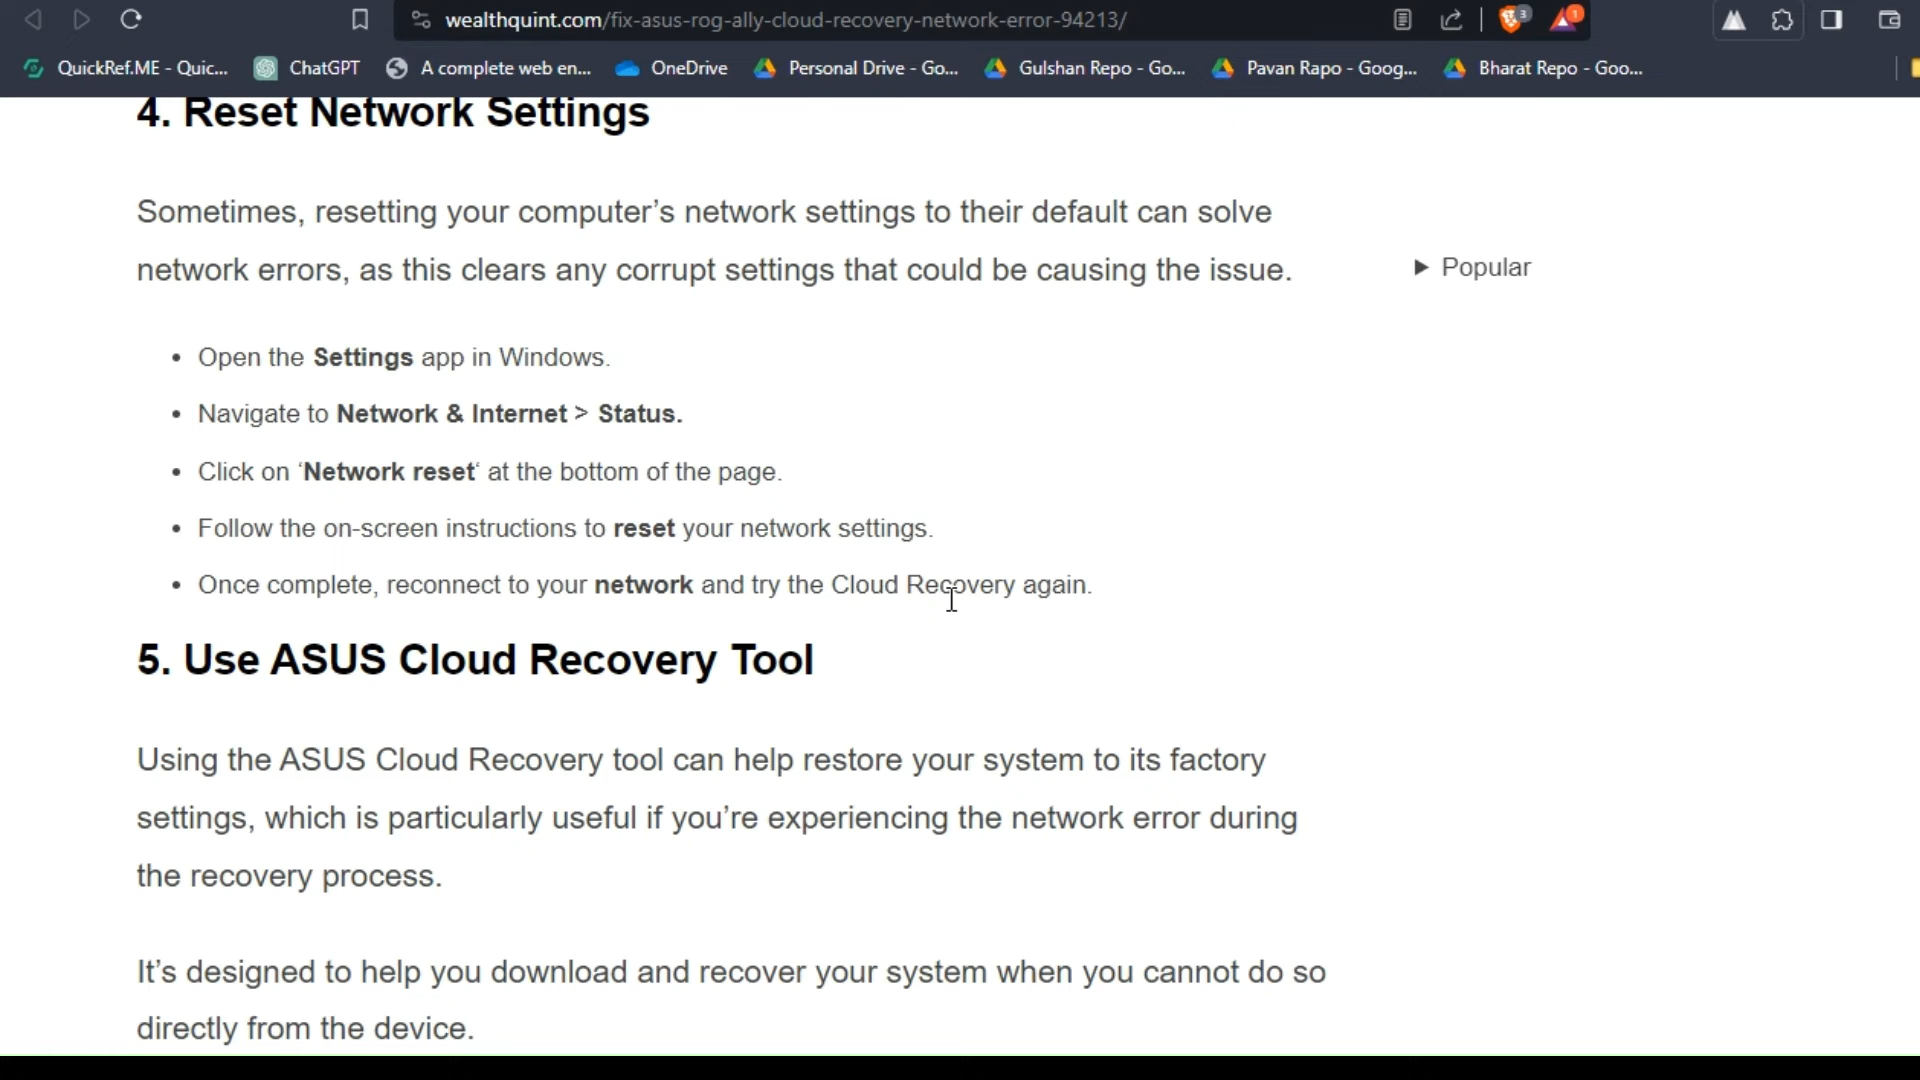 wealthquint.com/fix-asus-rog-ally-cloud-recovery-network-error-94213/
3
1
QuickRef.ME - Quic...
ChatGPT
A complete web en...
OneDrive
Personal Drive - Go...
Gulshan Repo - Go...
Pavan Rapo - Goog...
Bharat Repo - Goo...
4. Reset Network Settings
Sometimes, resetting your computer’s network settings to their default can solve
network errors, as this clears any corrupt settings that could be causing the issue.
► Popular
• Open the Settings app in Windows.
• Navigate to Network & Internet > Status.
• Click on ‘Network reset‘ at the bottom of the page.
• Follow the on-screen instructions to reset your network settings.
• Once complete, reconnect to your network and try the Cloud Recovery again.
5. Use ASUS Cloud Recovery Tool
Using the ASUS Cloud Recovery tool can help restore your system to its factory
settings, which is particularly useful if you’re experiencing the network error during
the recovery process.
It’s designed to help you download and recover your system when you cannot do so
directly from the device.